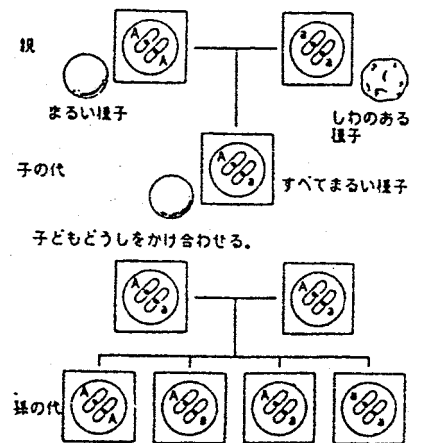 親
A A
a a
まるい種子
しわのある
種子
子の代
A a
すべてまるい種子
子どもどうしをかけ合わせる。
A a
A a
孫の代
A A
A a
A a
a a